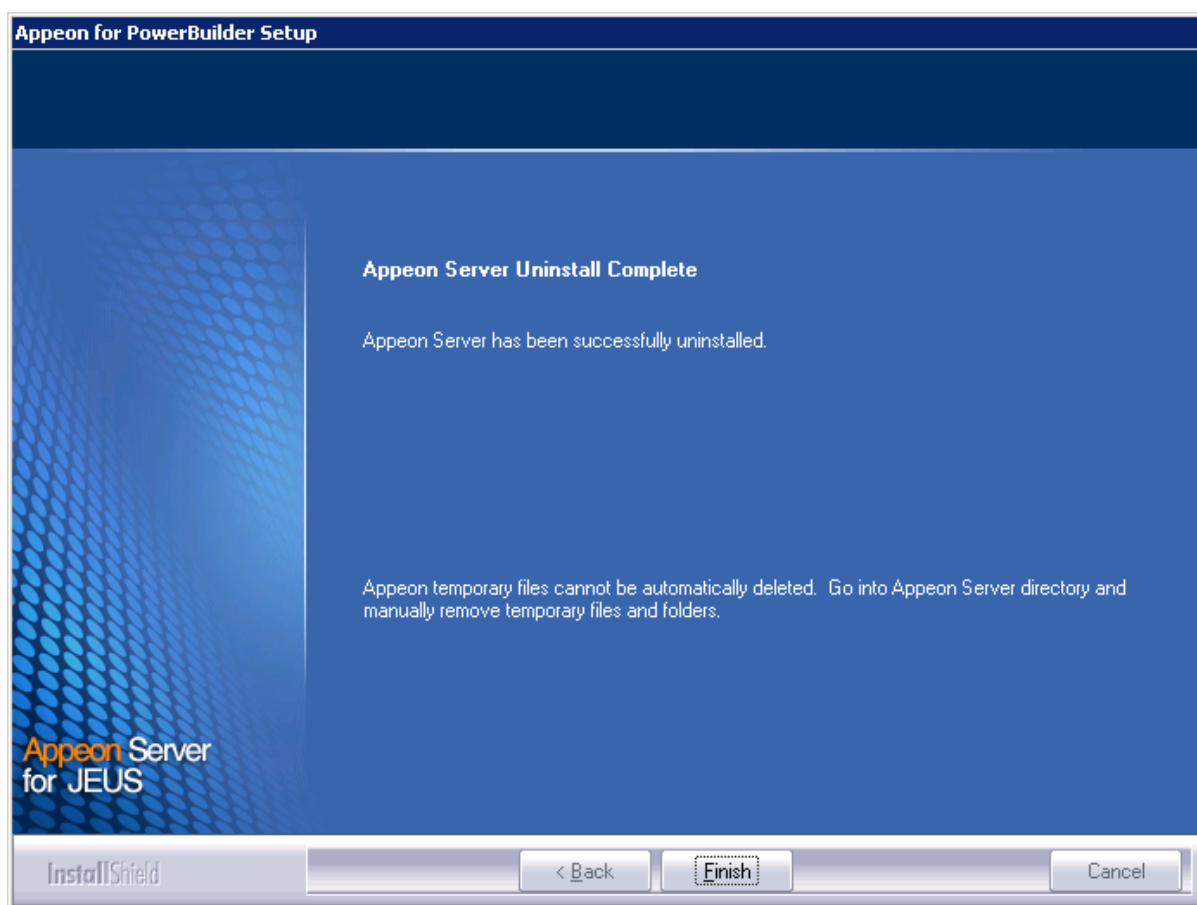 Appeon for PowerBuilder Setup
Appeon Server Uninstall Complete
Appeon Server has been successfully uninstalled.
Appeon temporary files cannot be automatically deleted.  Go into Appeon Server directory and
manually remove temporary files and folders.
Appeon Server
for JEUS
InstallShield
< Back
Finish
Cancel